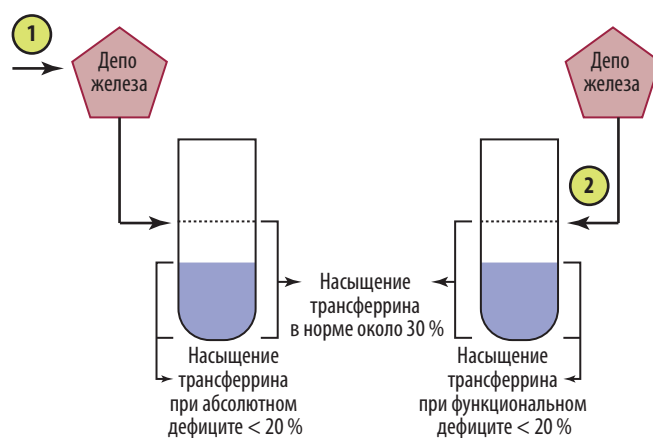 1
Депо
железа
Депо
железа
2
Насыщение
трансферрина
в норме около 30 %
Насыщение
трансферрина
при абсолютном
дефиците < 20 %
Насыщение
трансферрина
при функциональном
дефиците < 20 %